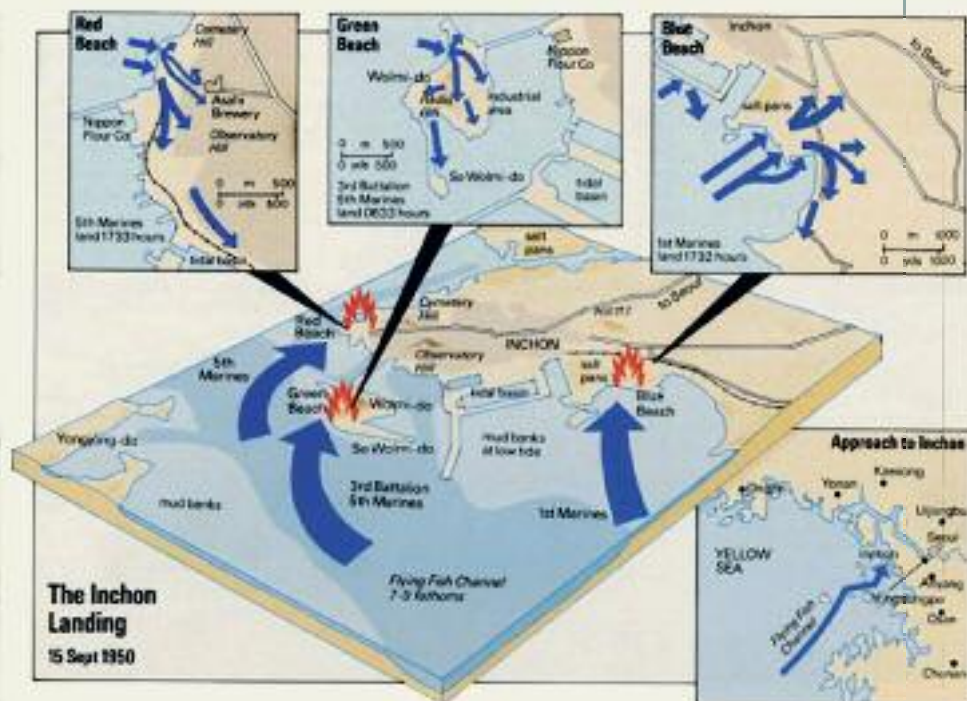 Red
Beach
Cemetery
Hill
Asahi
Brewery
Nippon
Flour Co
Observatory
Hill
0 m 500
0 yds 500
5th Marines
land 1733 hours
tidal basin
Green
Beach
Nippon
Flour Co
Wolmi-do
Industrial
area
0 m 500
0 yds 500
So Wolmi-do
3rd Battalion
5th Marines
land 0633 hours
tidal
basin
Blue
Beach
Inchon
to Seoul
salt pans
1st Marines
land 1732 hours
0 m 1000
0 yds 1000
salt
pans
Cemetery
Hill
to Seoul
Red
Beach
INCHON
Observatory
Hill
5th
Marines
salt
pans
Green
Beach
Wolmi-do
tidal basin
Blue
Beach
Yongjong-do
So Wolmi-do
mud banks
at low tide
mud banks
3rd Battalion
5th Marines
1st Marines
Flying Fish Channel
7-9 fathoms
The Inchon
Landing
15 Sept 1950
Approach to Inchon
Kaesong
Yonan
Uijongbu
Seoul
YELLOW
SEA
Inchon
Anyang
Yongdungpo
Osan
Flying Fish
Channel
Chonan